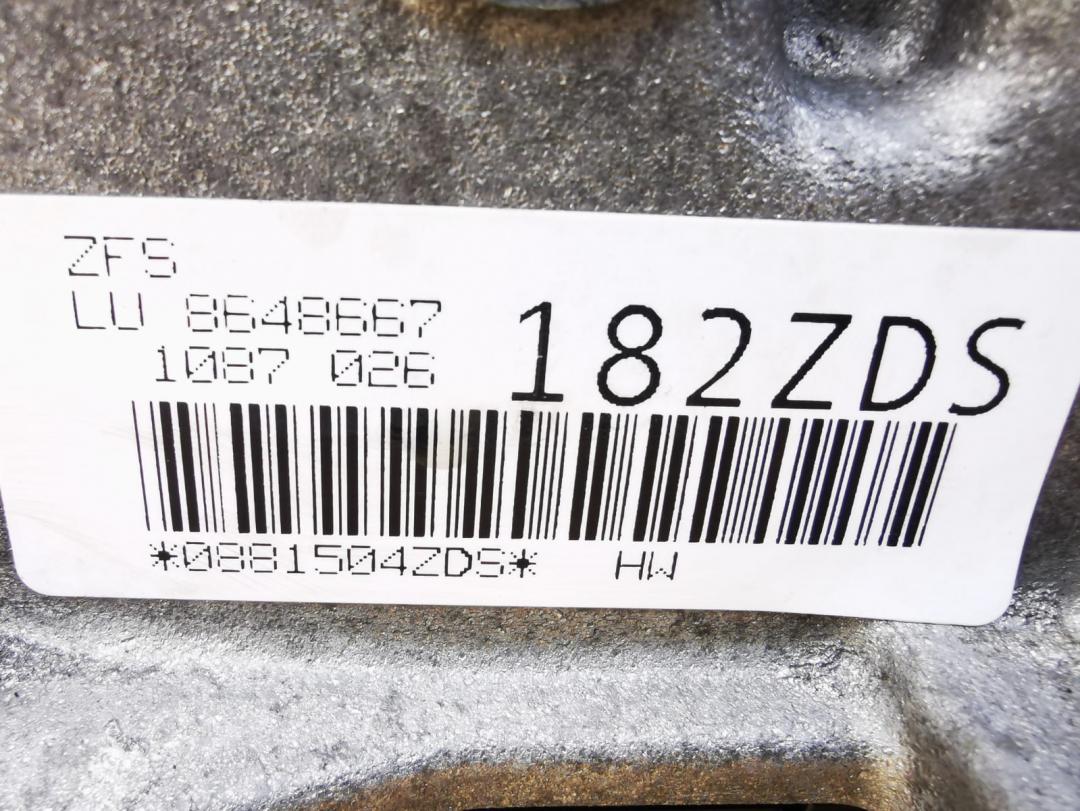 ZFS
LU 8648667
1087 026
182ZDS
*0881504ZDS* HW